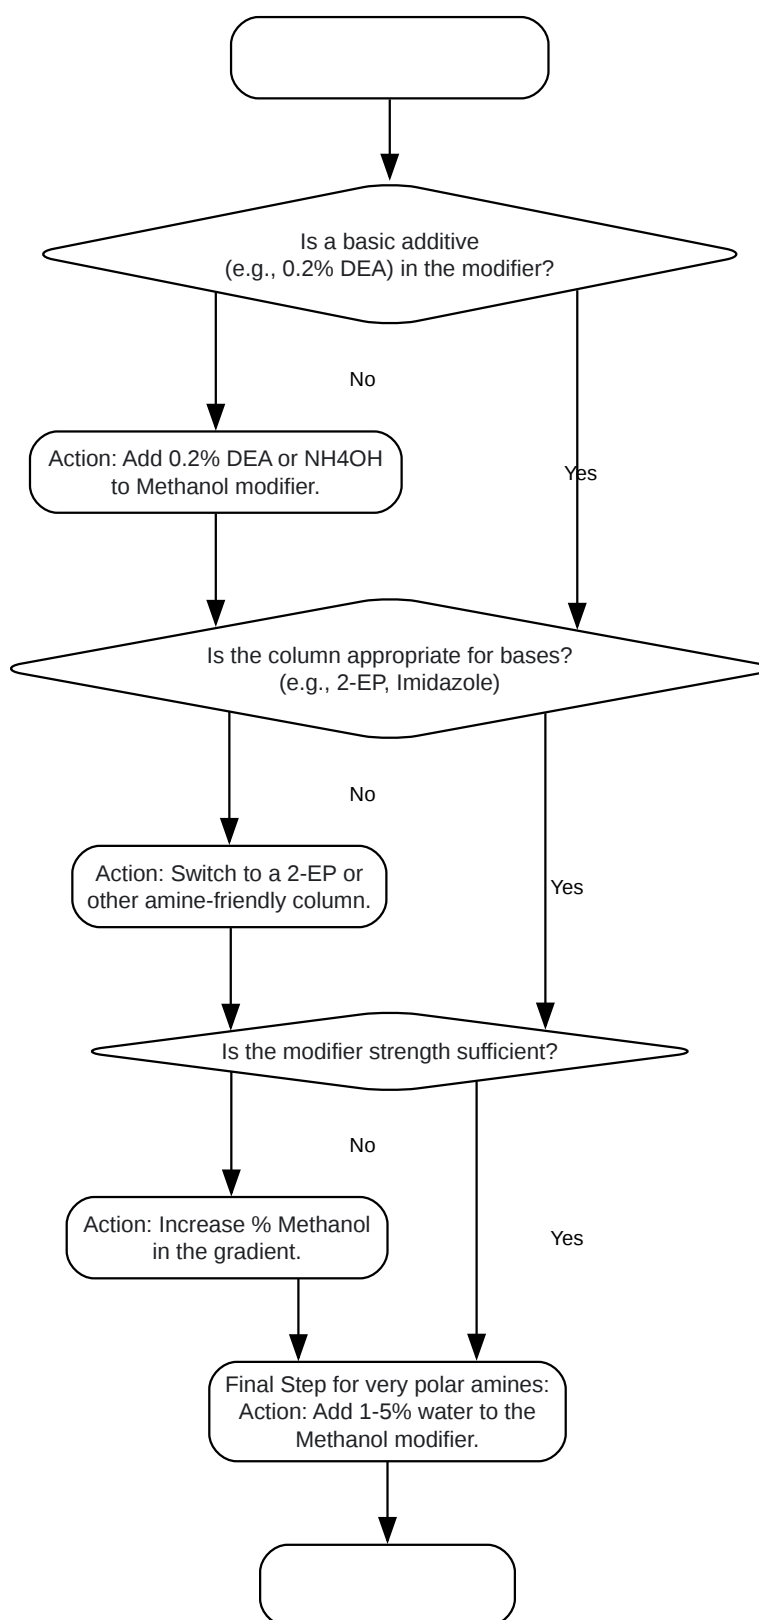 Is a basic additive
(e.g., 0.2% DEA) in the modifier?
No
Action: Add 0.2% DEA or NH4OH
to Methanol modifier.
Yes
Is the column appropriate for bases?
(e.g., 2-EP, Imidazole)
No
Action: Switch to a 2-EP or
other amine-friendly column.
Yes
Is the modifier strength sufficient?
No
Action: Increase % Methanol
in the gradient.
Yes
Final Step for very polar amines:
Action: Add 1-5% water to the
Methanol modifier.